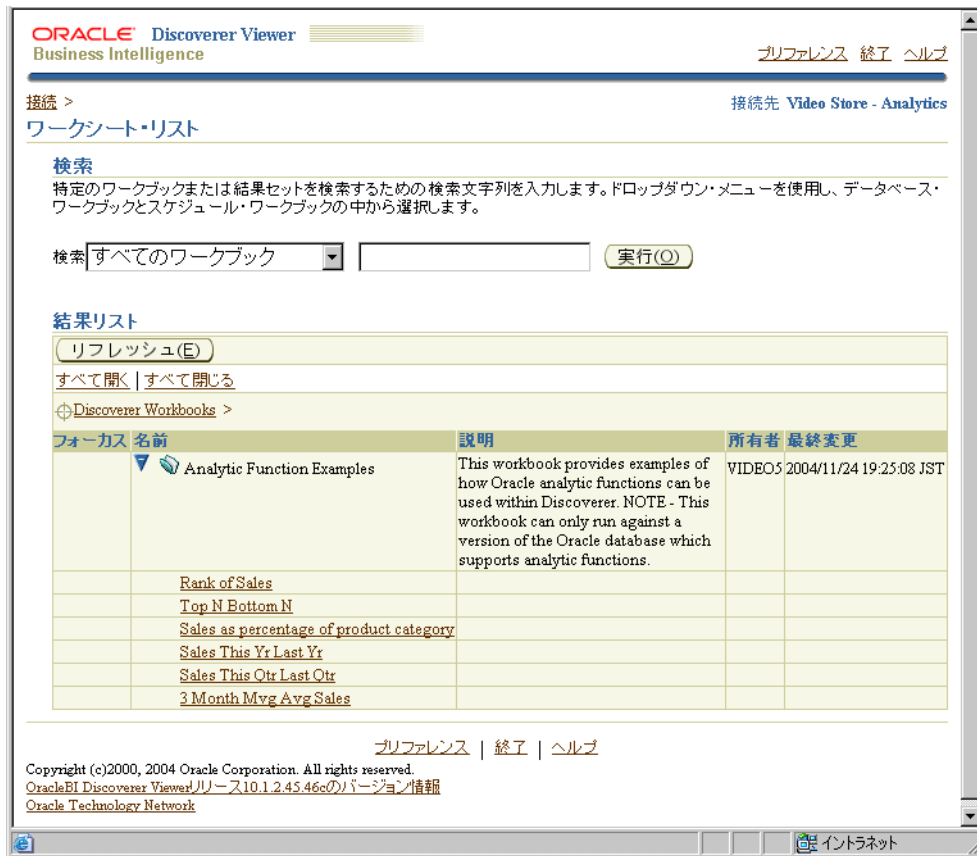 ORACLE Discoverer Viewer
Business Intelligence
プリファレンス 終了 ヘルプ
接続 >
接続先 Video Store - Analytics
ワークシート・リスト
検索
特定のワークブックまたは結果セットを検索するための検索文字列を入力します。ドロップダウン・メニューを使用し、データベース・
ワークブックとスケジュール・ワークブックの中から選択します。
検索 すべてのワークブック 実行(O)
結果リスト
リフレッシュ(E)
すべて開く | すべて閉じる
Discoverer Workbooks >
フォーカス 名前 説明 所有者 最終変更
Analytic Function Examples
This workbook provides examples of
how Oracle analytic functions can be
used within Discoverer. NOTE - This
workbook can only run against a
version of the Oracle database which
supports analytic functions.
VIDEO5 2004/11/24 19:25:08 JST
Rank of Sales
Top N Bottom N
Sales as percentage of product category
Sales This Yr Last Yr
Sales This Qtr Last Qtr
3 Month Mvg Avg Sales
プリファレンス | 終了 | ヘルプ
Copyright (c)2000, 2004 Oracle Corporation. All rights reserved.
OracleBI Discoverer Viewerリリース10.1.2.45.46cのバージョン情報
Oracle Technology Network
イントラネット